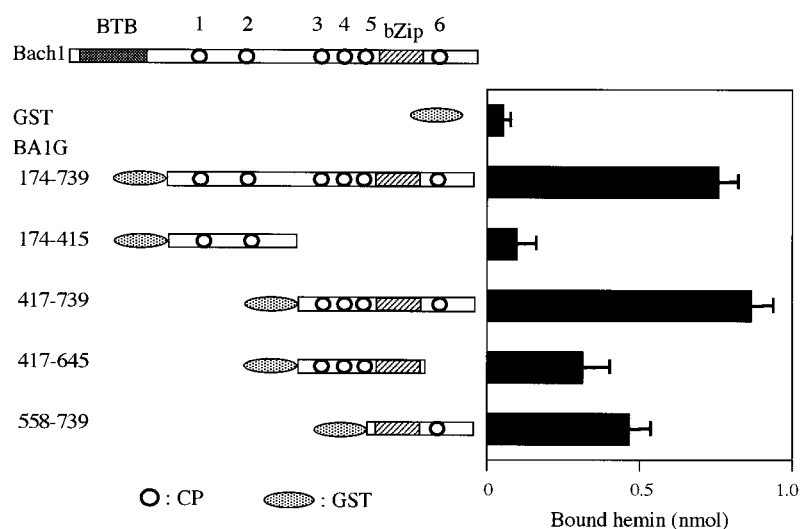 BTB 1 2 3 4 5 bZip 6
Bach1
GST
BA1G
174-739
174-415
417-739
417-645
558-739
0 0.5 1.0
: CP : GST
Bound hemin (nmol)